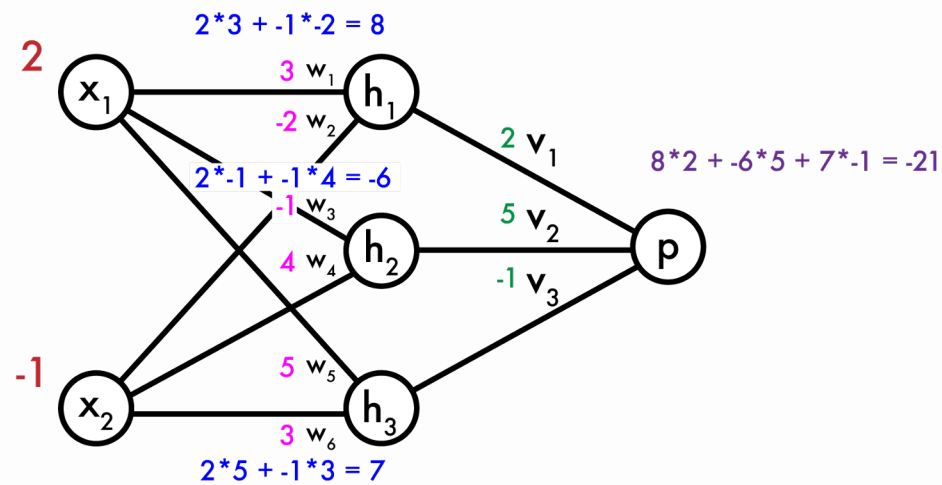 2*3 + -1*-2 = 8
2
x1
3 w1
h1
-2 w2
2 v1
8*2 + -6*5 + 7*-1 = -21
2*-1 + -1*4 = -6
-1 w3
5 v2
h2
p
4 w4
-1 v3
-1
5 w5
x2
h3
3 w6
2*5 + -1*3 = 7